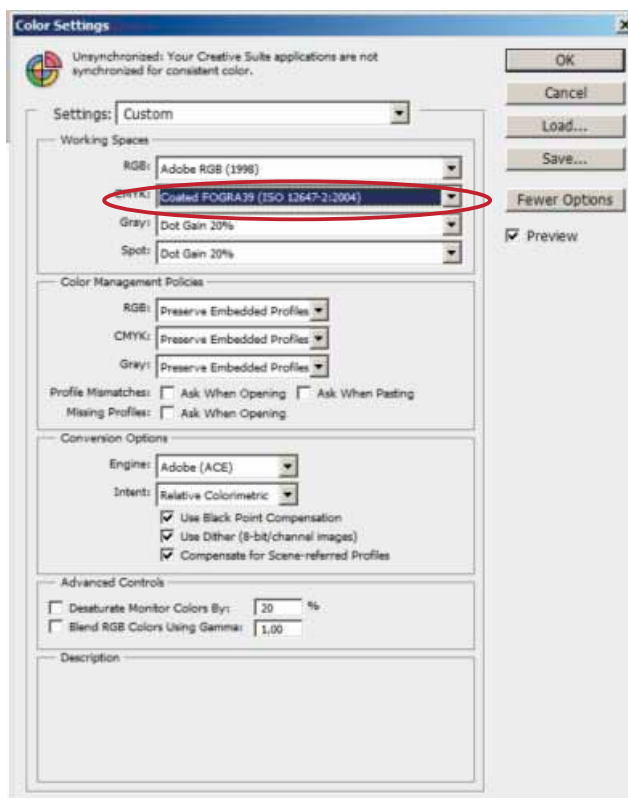 Color Settings
Unsynchronized: Your Creative Suite applications are not
synchronized for consistent color.
OK
Cancel
Load...
Save...
Fewer Options
Preview
Settings: Custom
Working Spaces
RGB: Adobe RGB (1998)
CMYK: Coated FOGRA39 (ISO 12647-2:2004)
Gray: Dot Gain 20%
Spot: Dot Gain 20%
Color Management Policies
RGB: Preserve Embedded Profiles
CMYK: Preserve Embedded Profiles
Gray: Preserve Embedded Profiles
Profile Mismatches: Ask When Opening Ask When Pasting
Missing Profiles: Ask When Opening
Conversion Options
Engine: Adobe (ACE)
Intent: Relative Colorimetric
Use Black Point Compensation
Use Dither (8-bit/channel images)
Compensate for Scene-referred Profiles
Advanced Controls
Desaturate Monitor Colors By: 20 %
Blend RGB Colors Using Gamma: 1,00
Description